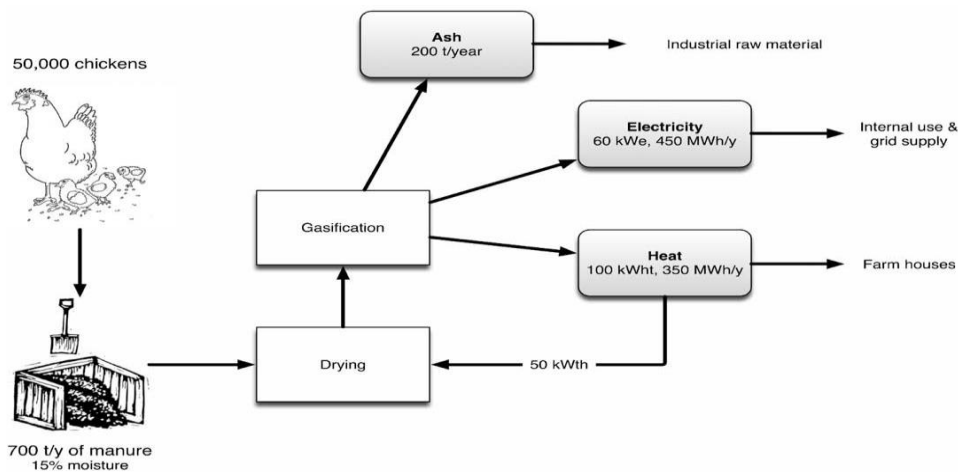 50,000 chickens
700 t/y of manure
15% moisture
Drying
Gasification
Ash
200 t/year
Industrial raw material
Electricity
60 kWe, 450 MWh/y
Internal use &
grid supply
Heat
100 kWht, 350 MWh/y
Farm houses
50 kWth